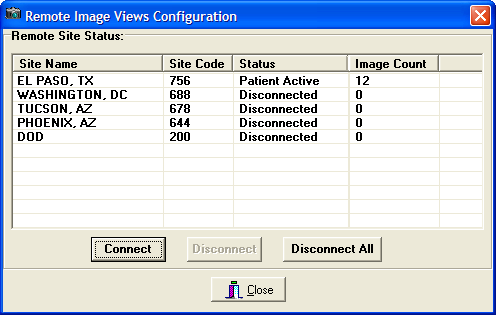 Remote Image Views Configuration
Remote Site Status:
Site Name Site Code Status Image Count
EL PASO, TX 756 Patient Active 12
WASHINGTON, DC 688 Disconnected 0
TUCSON, AZ 678 Disconnected 0
PHOENIX, AZ 644 Disconnected 0
DOD 200 Disconnected 0
Connect Disconnect Disconnect All
Close